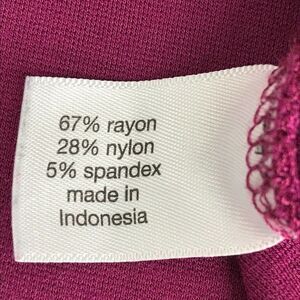 67% rayon
28% nylon
5% spandex
made in
Indonesia